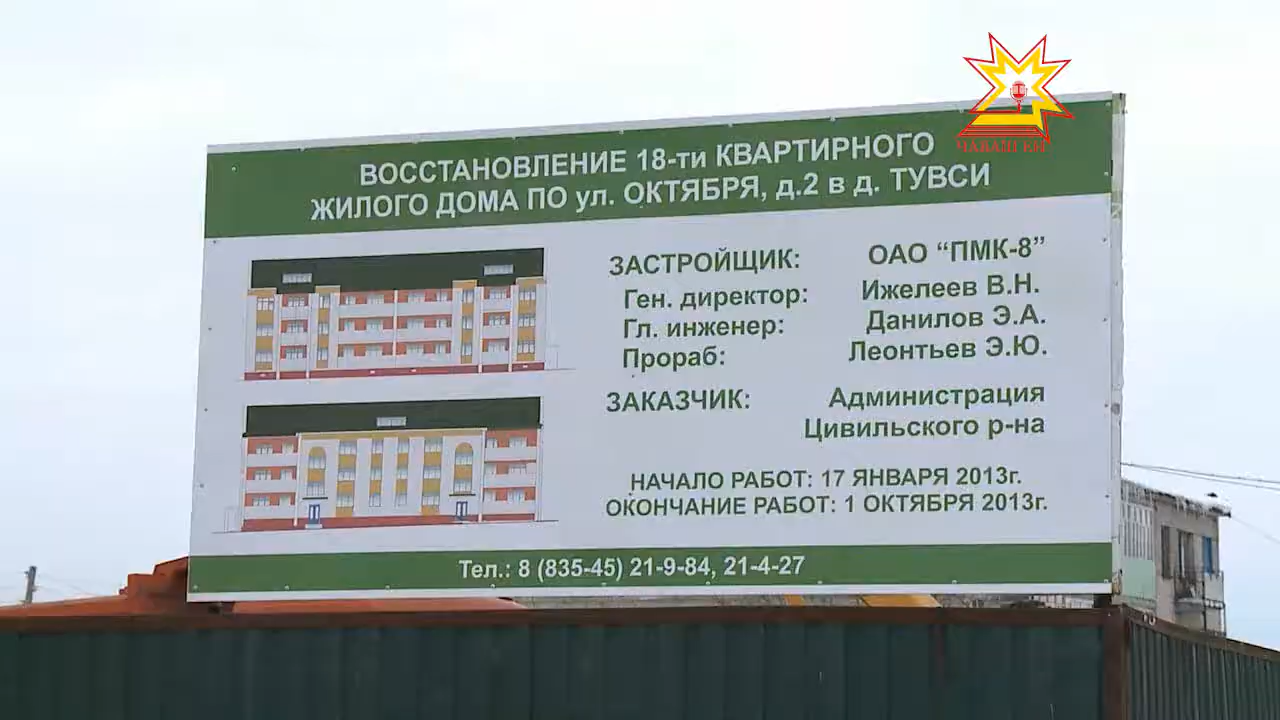 ЧӐВАШ ЕН
ВОССТАНОВЛЕНИЕ 18-ти КВАРТИРНОГО
ЖИЛОГО ДОМА ПО ул. ОКТЯБРЯ, д.2 в д. ТУВСИ
ЗАСТРОЙЩИК: ОАО “ПМК-8”
Ген. директор: Ижелеев В.Н.
Гл. инженер: Данилов Э.А.
Прораб: Леонтьев Э.Ю.
ЗАКАЗЧИК: Администрация
Цивильского р-на
НАЧАЛО РАБОТ: 17 ЯНВАРЯ 2013г.
ОКОНЧАНИЕ РАБОТ: 1 ОКТЯБРЯ 2013г.
Тел.: 8 (835-45) 21-9-84, 21-4-27